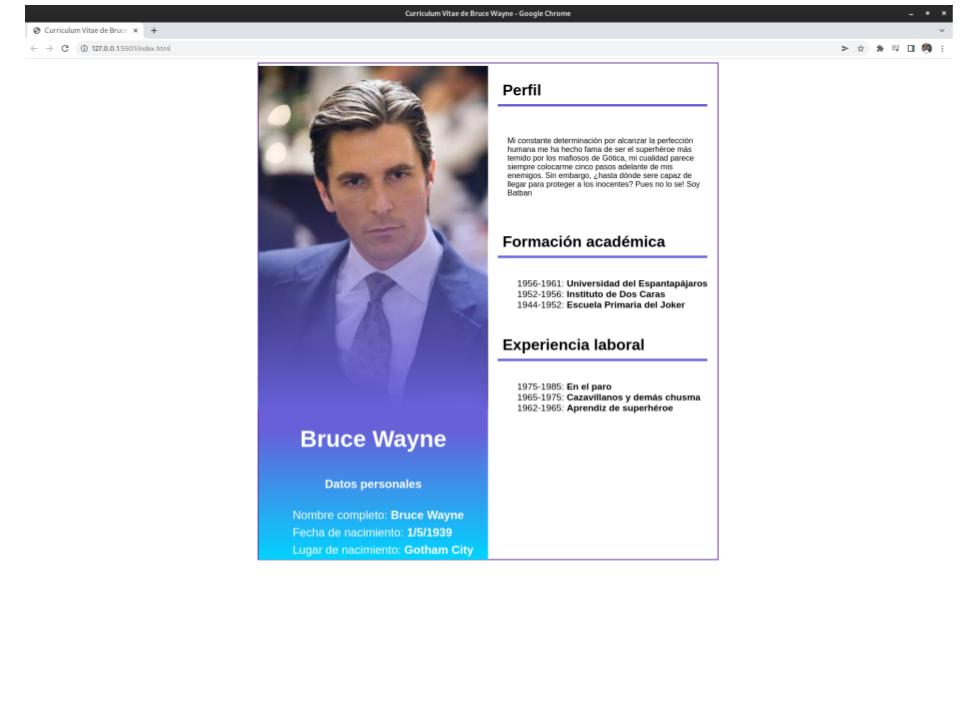 Curriculum Vitae de Bruce Wayne - Google Chrome
Curriculum Vitae de Bruce
127.0.0.1:5501/index.html
Bruce Wayne
Datos personales
Nombre completo: Bruce Wayne
Fecha de nacimiento: 1/5/1939
Lugar de nacimiento: Gotham City
Perfil
Mi constante determinación por alcanzar la perfección
humana me ha hecho fama de ser el superhéroe más
temido por los mafiosos de Gótica, mi cualidad parece
siempre colocarme cinco pasos adelante de mis
enemigos. Sin embargo, ¿hasta dónde sere capaz de
llegar para proteger a los inocentes? Pues no lo se! Soy
Batban
Formación académica
1956-1961: Universidad del Espantapájaros
1952-1956: Instituto de Dos Caras
1944-1952: Escuela Primaria del Joker
Experiencia laboral
1975-1985: En el paro
1965-1975: Cazavillanos y demás chusma
1962-1965: Aprendiz de superhéroe